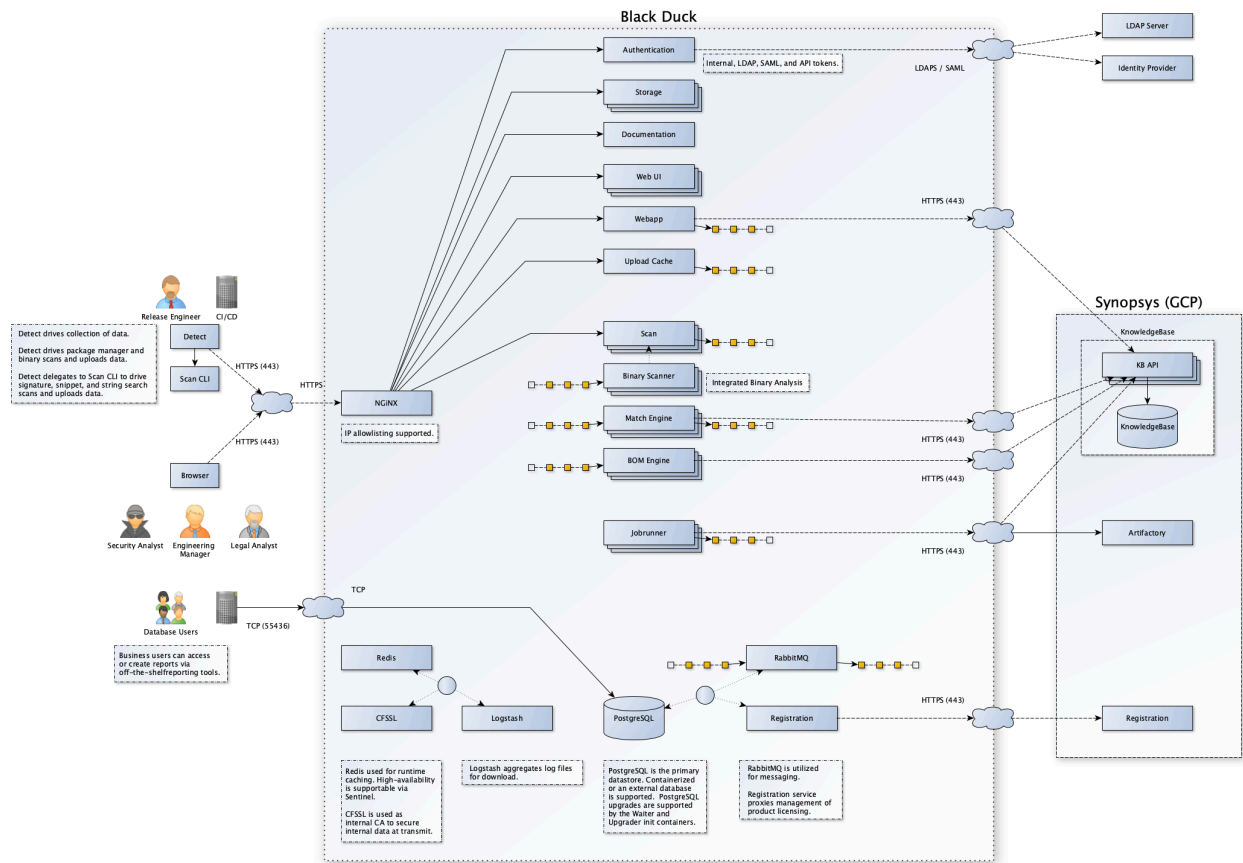 Black Duck
LDAP Server
Authentication
Internal, LDAP, SAML, and API tokens.
LDAPS / SAML
Identity Provider
Storage
Documentation
Web UI
Webapp
HTTPS (443)
Upload Cache
Release Engineer
CI/CD
Detect drives collection of data.
Detect drives package manager and
binary scans and uploads data.
Detect delegates to Scan CLI to drive
signature, snippet, and string search
scans and uploads data.
Detect
Scan CLI
HTTPS (443)
HTTPS
NGiNX
IP allowlisting supported.
HTTPS (443)
Browser
Scan
Binary Scanner
Integrated Binary Analysis
Match Engine
HTTPS (443)
BOM Engine
HTTPS (443)
Jobrunner
HTTPS (443)
Synopsys (GCP)
KnowledgeBase
KB API
KnowledgeBase
Artifactory
Security Analyst
Engineering
Manager
Legal Analyst
Database Users
TCP (55436)
TCP
Business users can access
or create reports via
off-the-shelfreporting tools.
Redis
CFSSL
Logstash
PostgreSQL
RabbitMQ
Registration
HTTPS (443)
Registration
Redis used for runtime
caching. High-availability
is supportable via
Sentinel.
CFSSL is used as
internal CA to secure
internal data at transmit.
Logstash aggregates log files
for download.
PostgreSQL is the primary
datastore. Containerized
or an external database
is supported. PostgreSQL
upgrades are supported
by the Waiter and
Upgrader init containers.
RabbitMQ is utilized
for messaging.
Registration service
proxies management of
product licensing.